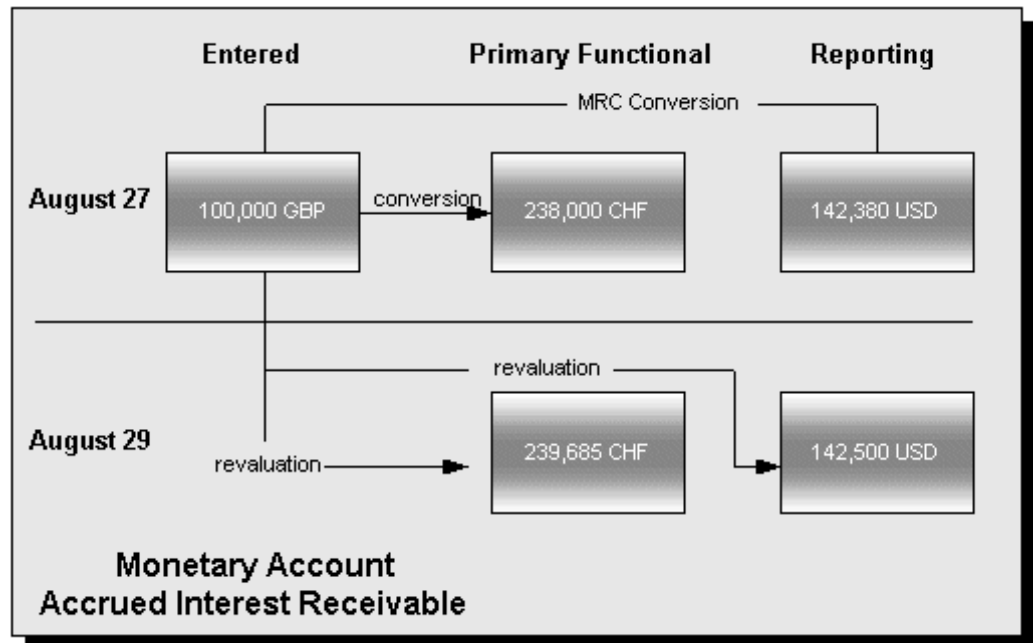 Entered Primary Functional Reporting
MRC Conversion
August 27 100,000 GBP conversion 238,000 CHF 142,380 USD
revaluation
August 29 239,685 CHF 142,500 USD
revaluation
Monetary Account
Accrued Interest Receivable